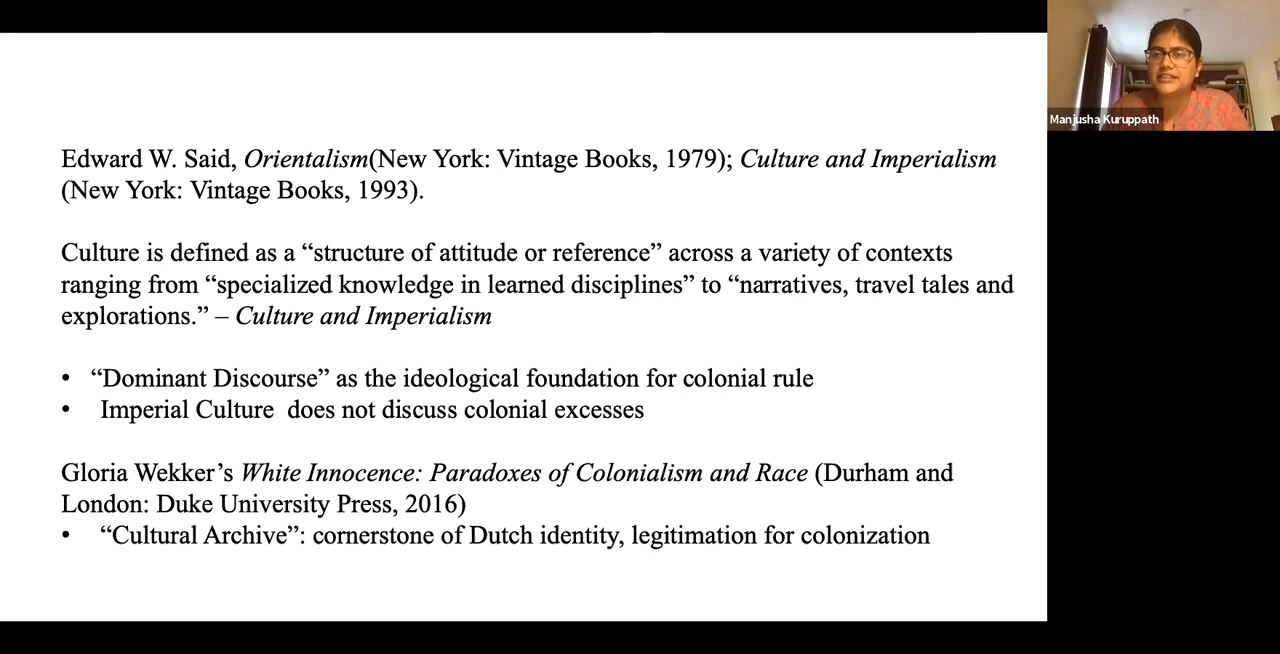 Edward W. Said, Orientalism(New York: Vintage Books, 1979); Culture and Imperialism
(New York: Vintage Books, 1993).
Culture is defined as a “structure of attitude or reference” across a variety of contexts
ranging from “specialized knowledge in learned disciplines” to “narratives, travel tales and
explorations.” – Culture and Imperialism
• “Dominant Discourse” as the ideological foundation for colonial rule
• Imperial Culture  does not discuss colonial excesses
Gloria Wekker’s White Innocence: Paradoxes of Colonialism and Race (Durham and
London: Duke University Press, 2016)
• “Cultural Archive”: cornerstone of Dutch identity, legitimation for colonization
Manjusha Kuruppath